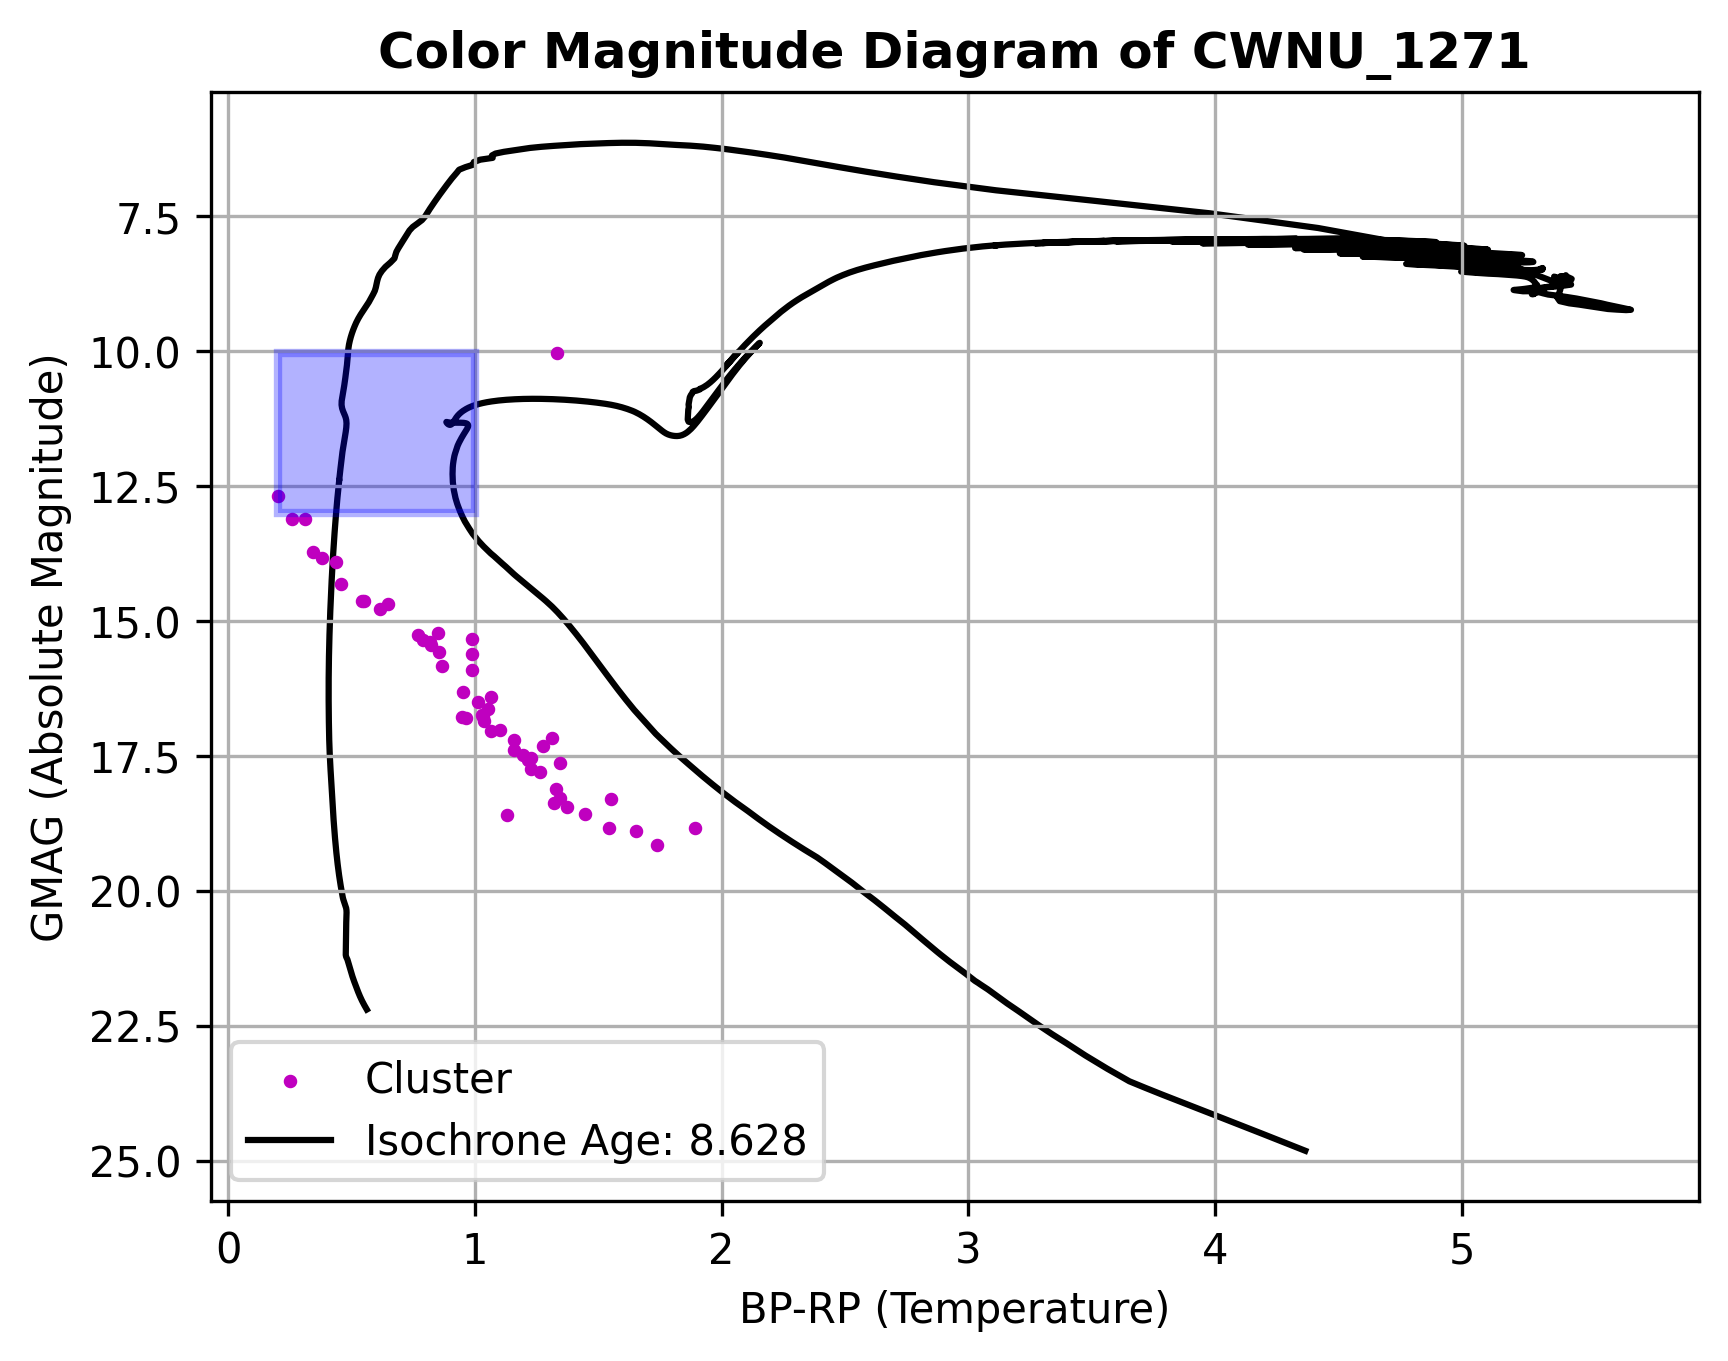 Color Magnitude Diagram of CWNU_1271
GMAG (Absolute Magnitude)
7.5
10.0
12.5
15.0
17.5
20.0
22.5
25.0
Cluster
Isochrone Age: 8.628
0 1 2 3 4 5
BP-RP (Temperature)